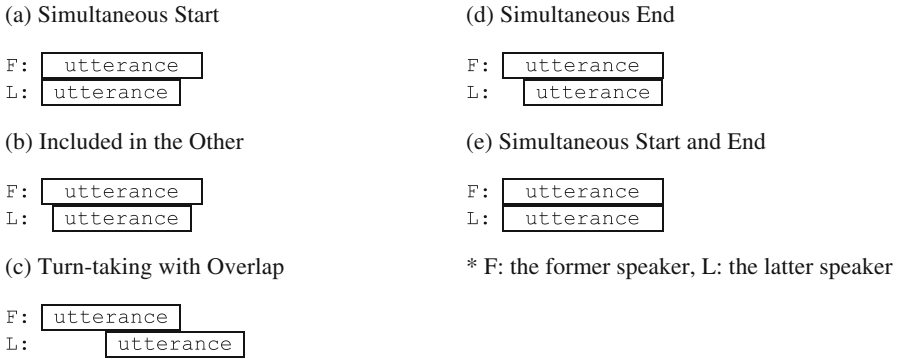 (a) Simultaneous Start
F: utterance
L: utterance
(b) Included in the Other
F: utterance
L: utterance
(c) Turn-taking with Overlap
F: utterance
L: utterance
(d) Simultaneous End
F: utterance
L: utterance
(e) Simultaneous Start and End
F: utterance
L: utterance
* F: the former speaker, L: the latter speaker